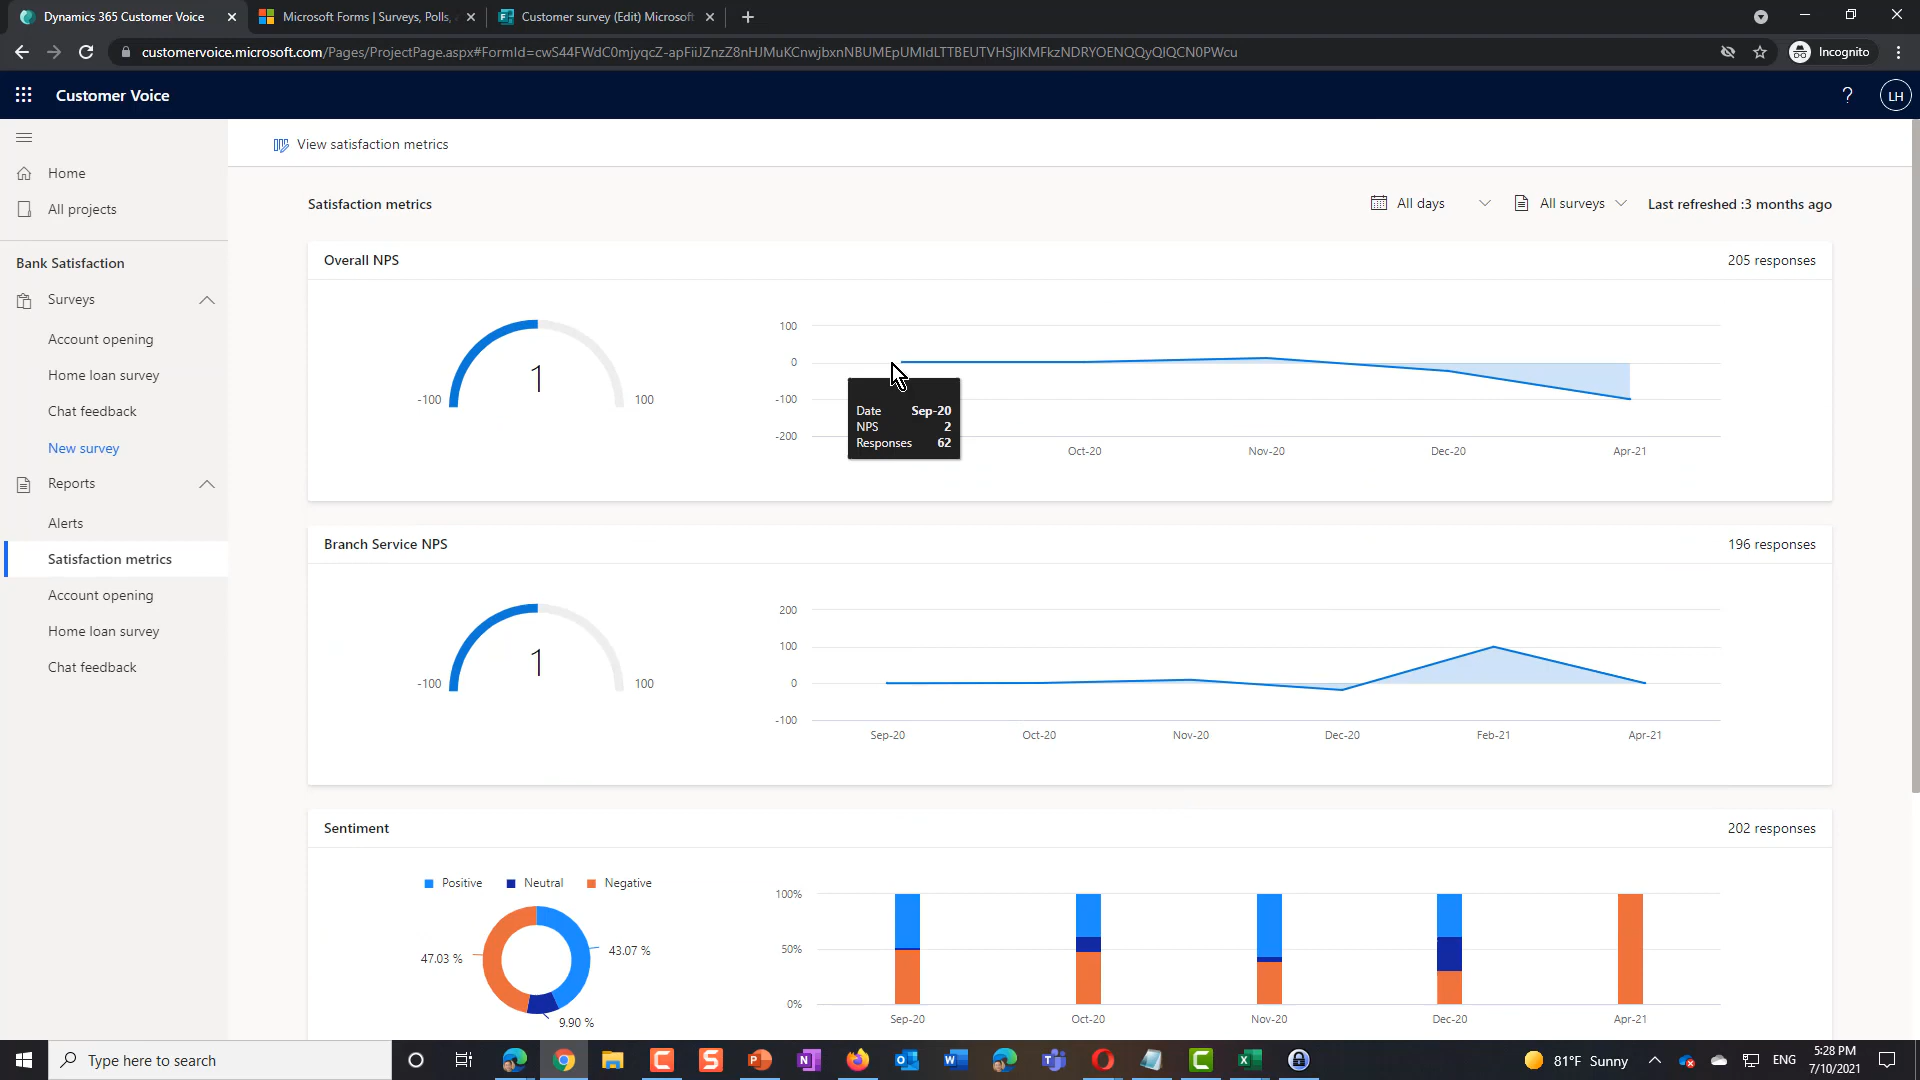 Dynamics 365 Customer Voice
Microsoft Forms | Surveys, Polls,
Customer survey (Edit) Microsoft
customervoice.microsoft.com/Pages/ProjectPage.aspx#FormId=
Incognito
Customer Voice
?
LH
View satisfaction metrics
Home
All projects
Satisfaction metrics
All days
All surveys
Last refreshed :3 months ago
Bank Satisfaction
Surveys
Account opening
Home loan survey
Chat feedback
New survey
Reports
Alerts
Satisfaction metrics
Account opening
Home loan survey
Chat feedback
Overall NPS
205 responses
1
-100
100
100
0
-100
-200
Date Sep-20
NPS 2
Responses 62
Oct-20
Nov-20
Dec-20
Apr-21
Branch Service NPS
196 responses
1
-100
100
200
100
0
-100
Sep-20
Oct-20
Nov-20
Dec-20
Feb-21
Apr-21
Sentiment
202 responses
Positive
Neutral
Negative
47.03 %
43.07 %
9.90 %
100%
50%
0%
Sep-20
Oct-20
Nov-20
Dec-20
Apr-21
Type here to search
81°F Sunny
ENG
5:28 PM
7/10/2021